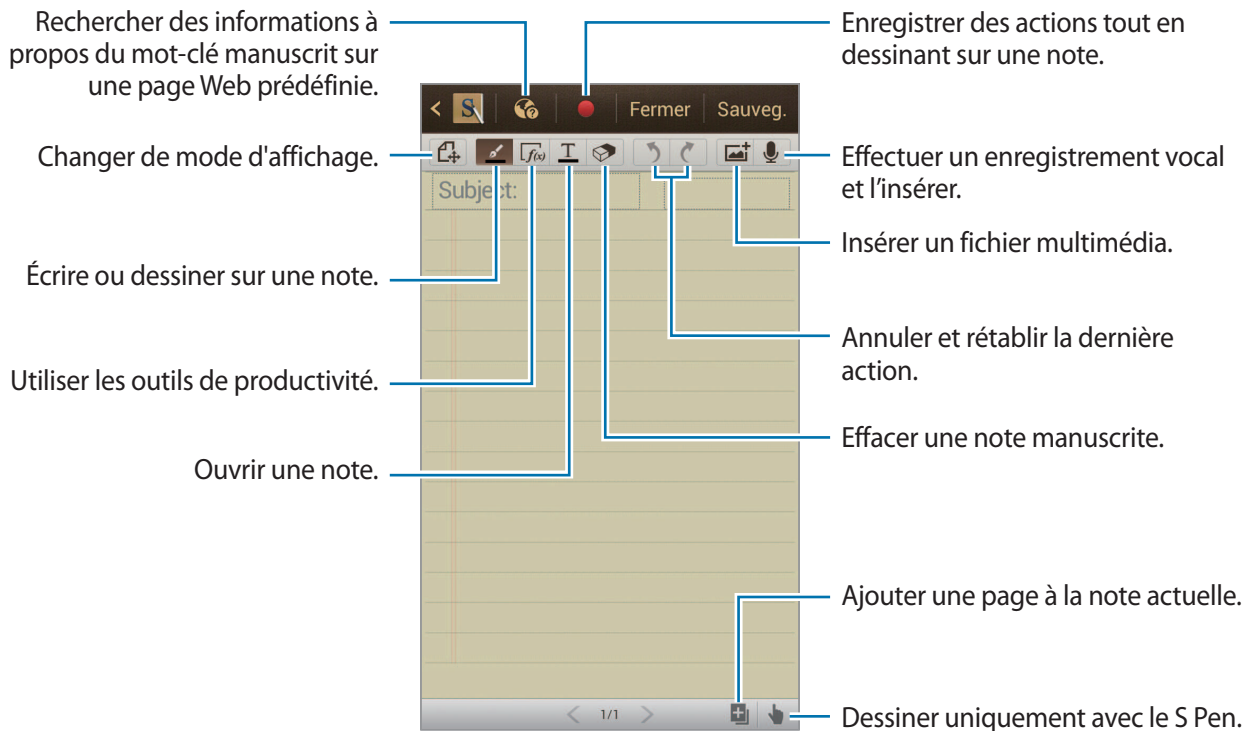 Rechercher des informations à
propos du mot-clé manuscrit sur
une page Web prédéfinie.
Enregistrer des actions tout en
dessinant sur une note.
S
Fermer
Sauveg.
Changer de mode d'affichage.
f(x)
T
Effectuer un enregistrement vocal
et l’insérer.
Subject:
Insérer un fichier multimédia.
Écrire ou dessiner sur une note.
Annuler et rétablir la dernière
action.
Utiliser les outils de productivité.
Effacer une note manuscrite.
Ouvrir une note.
Ajouter une page à la note actuelle.
1/1
Dessiner uniquement avec le S Pen.